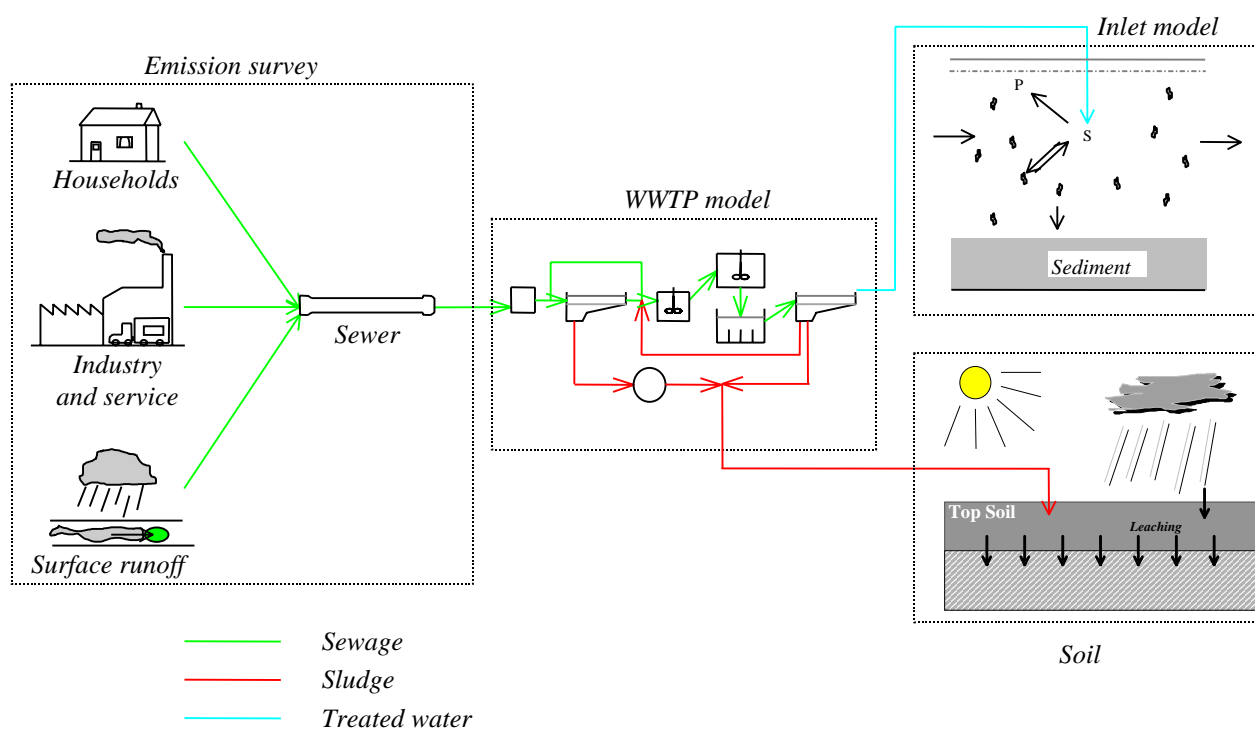 Emission survey
Households
Industry
and service
Surface runoff
Sewer
WWTP model
Inlet model
P
S
Sediment
Top Soil
Leaching
Soil
Sewage
Sludge
Treated water